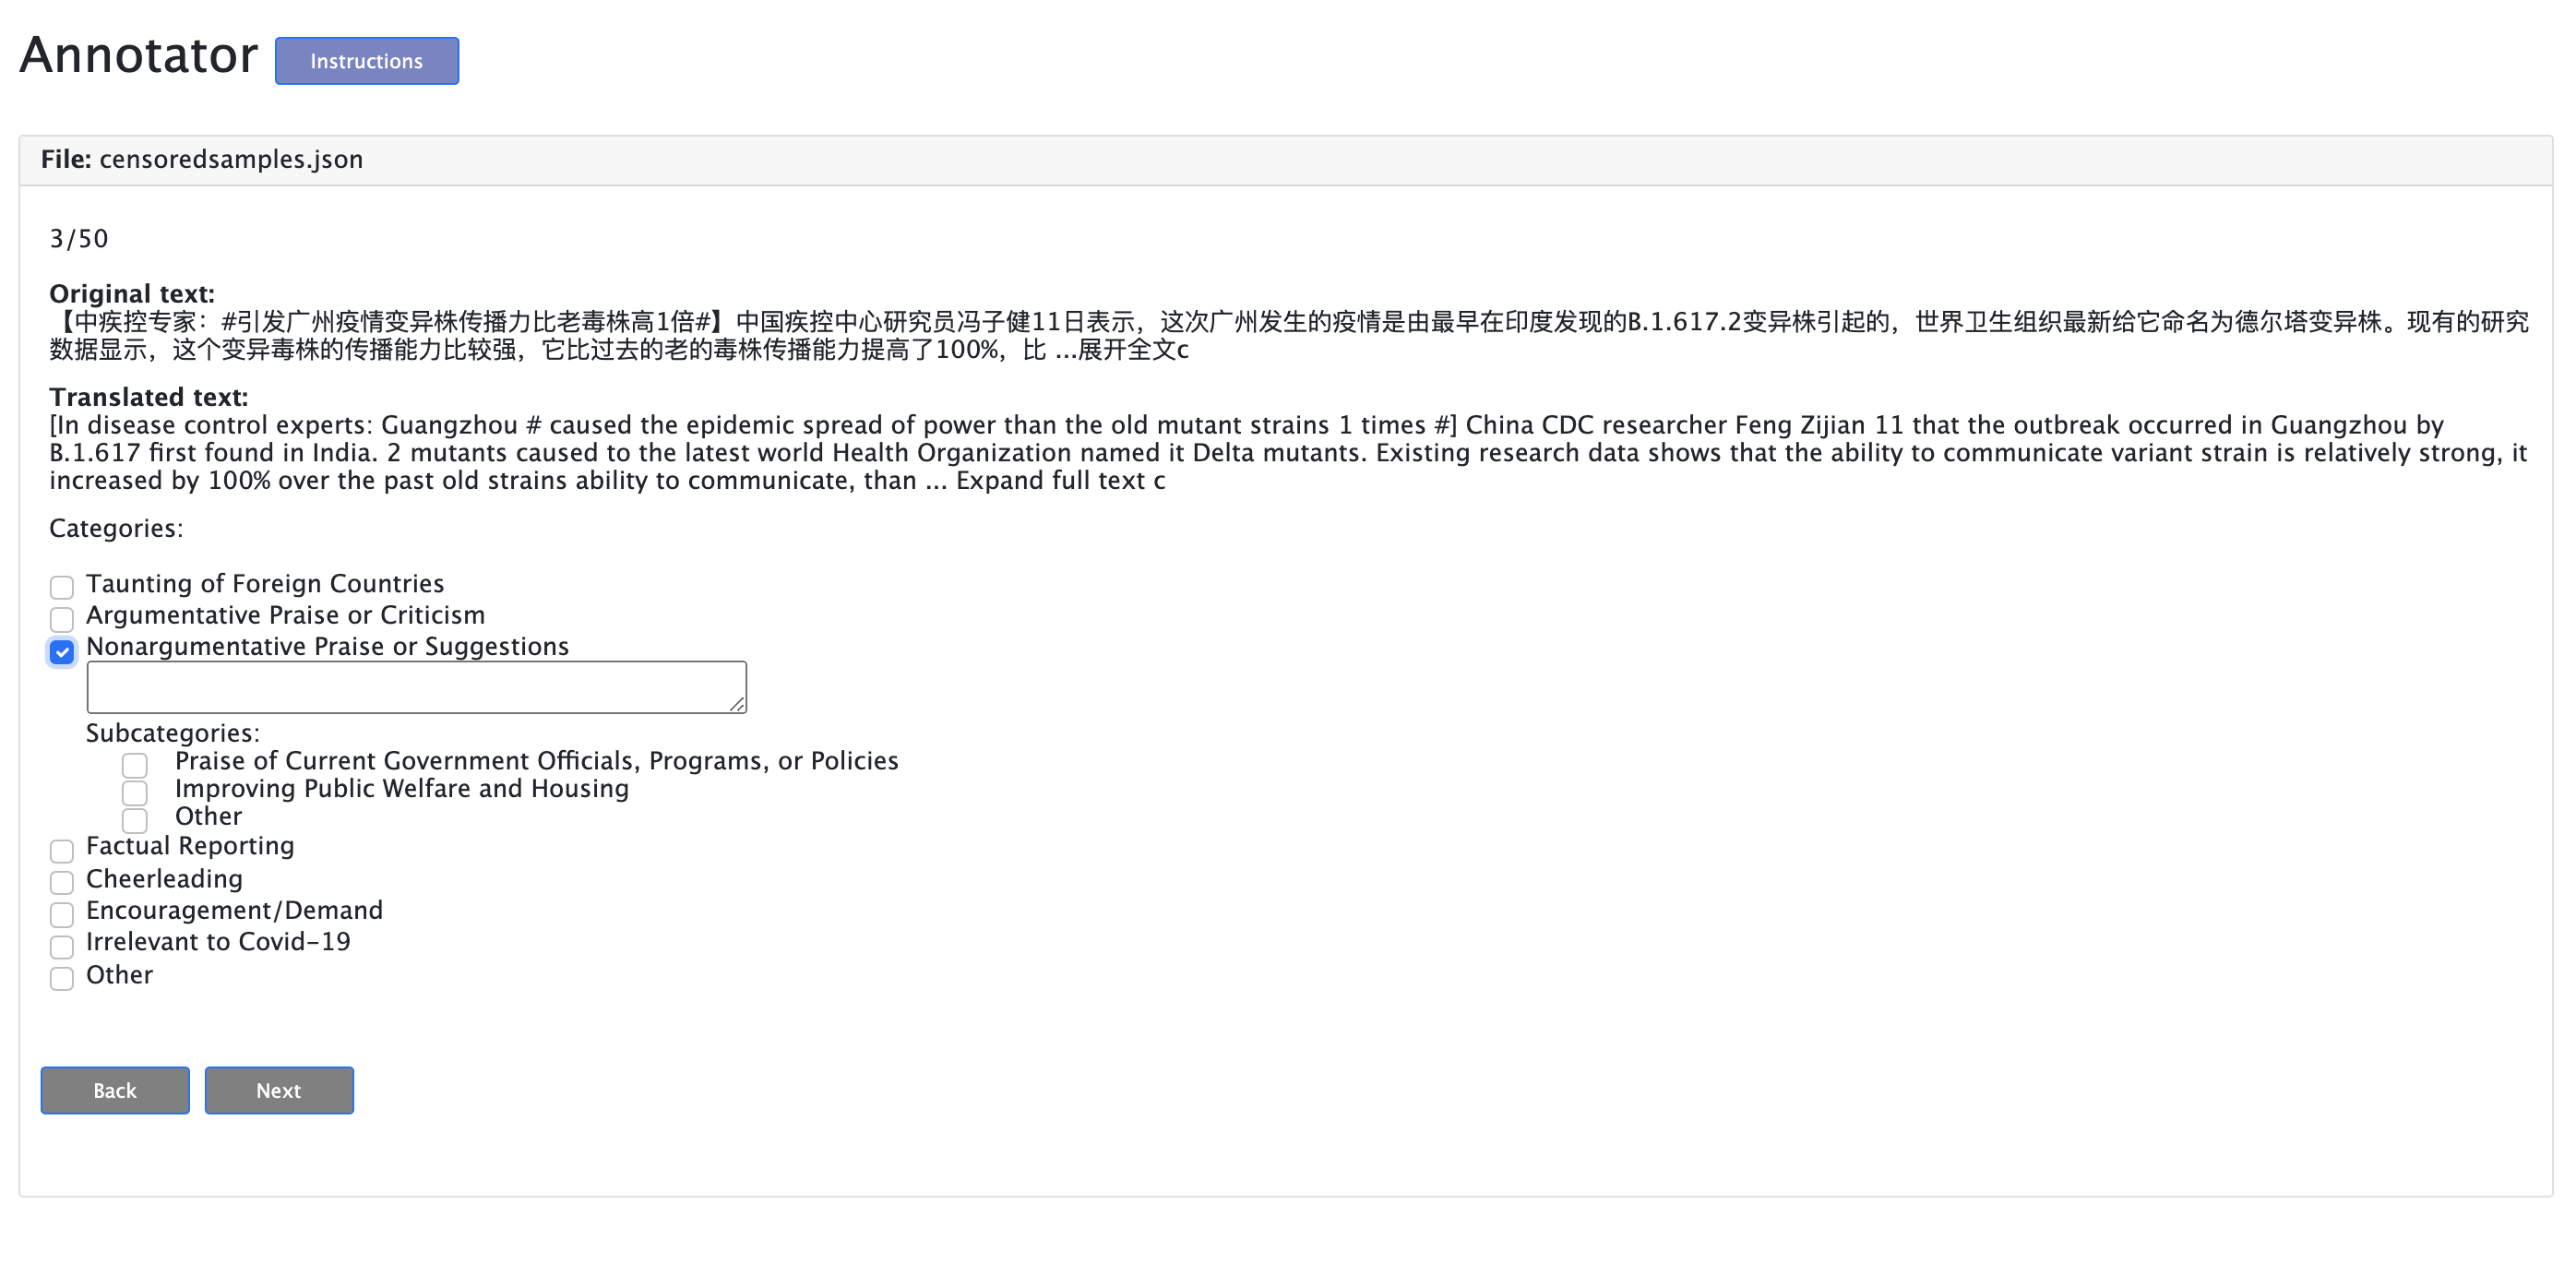 Annotator
Instructions
File: censoredsamples.json
3/50
Original text:
【中疾控专家：#引发广州疫情变异株传播力比老毒株高1倍#】中国疾控中心研究员冯子健11日表示，这次广州发生的疫情是由最早在印度发现的B.1.617.2变异株引起的，世界卫生组织最新给它命名为德尔塔变异株。现有的研究
数据显示，这个变异毒株的传播能力比较强，它比过去的老的毒株传播能力提高了100%，比 ...展开全文c
Translated text:
[In disease control experts: Guangzhou # caused the epidemic spread of power than the old mutant strains 1 times #] China CDC researcher Feng Zijian 11 that the outbreak occurred in Guangzhou by
B.1.617 first found in India. 2 mutants caused to the latest world Health Organization named it Delta mutants. Existing research data shows that the ability to communicate variant strain is relatively strong, it
increased by 100% over the past old strains ability to communicate, than ... Expand full text c
Categories:
Taunting of Foreign Countries
Argumentative Praise or Criticism
Nonargumentative Praise or Suggestions
Subcategories:
Praise of Current Government Officials, Programs, or Policies
Improving Public Welfare and Housing
Other
Factual Reporting
Cheerleading
Encouragement/Demand
Irrelevant to Covid-19
Other
Back
Next